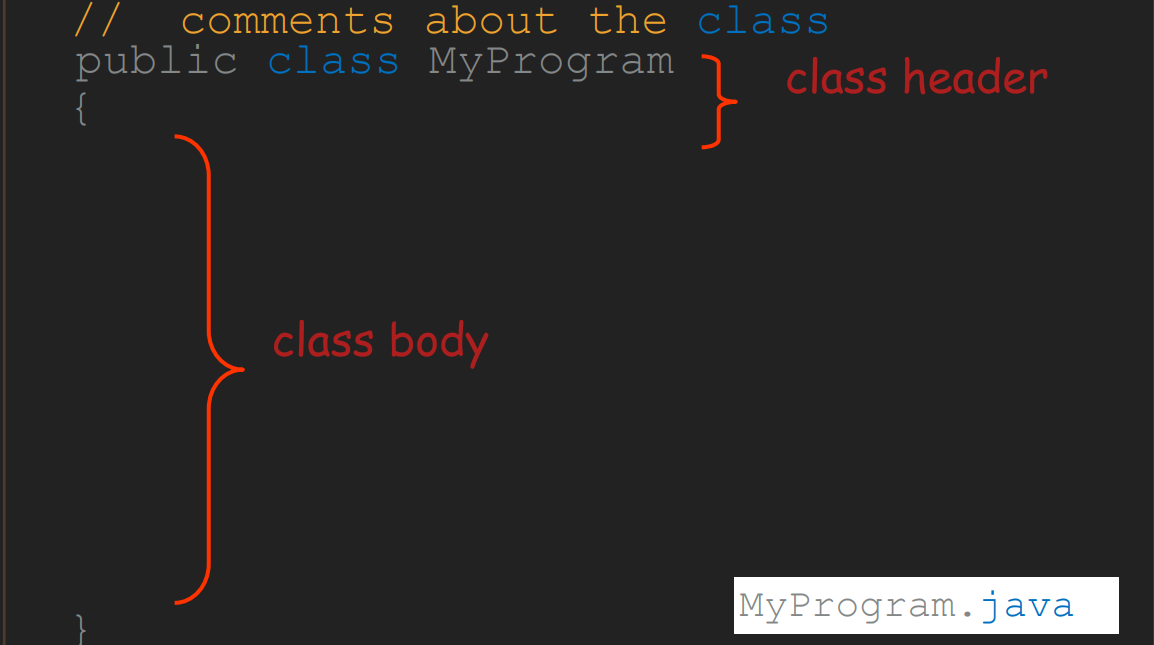 //  comments about the class
public class MyProgram
class header
{
class body
MyProgram.java
}